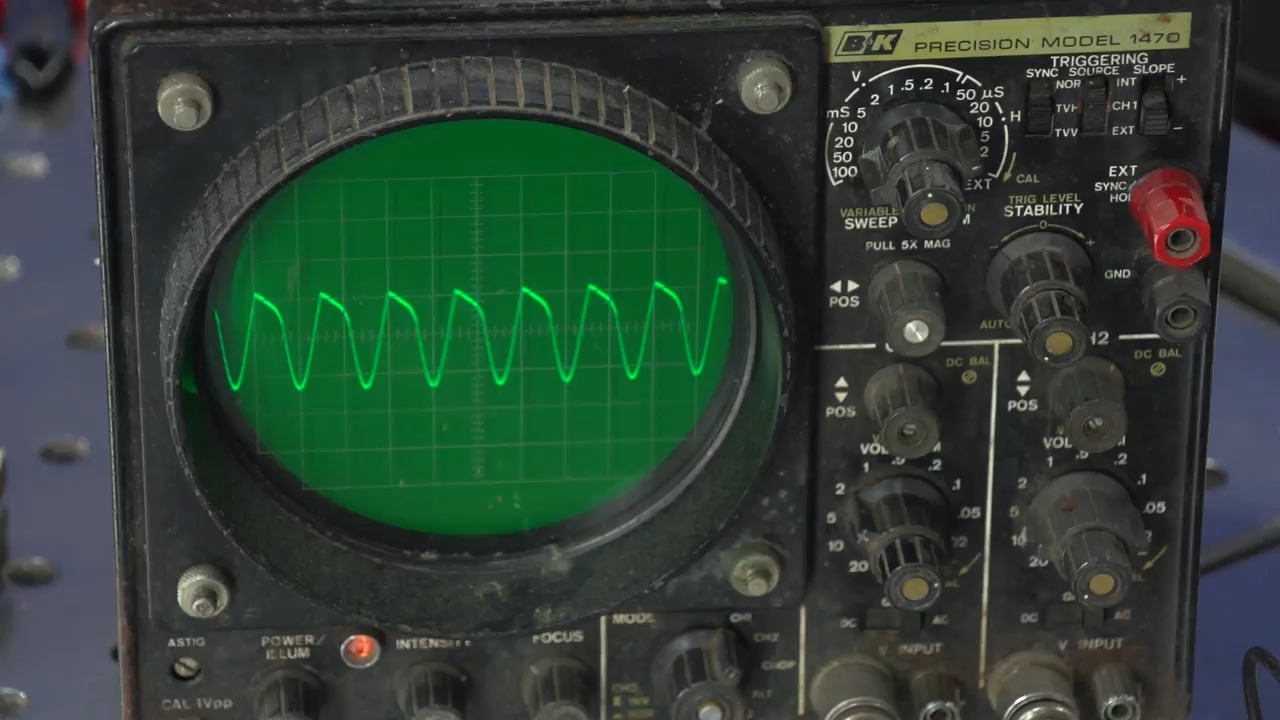 B&K PRECISION MODEL 1470
TRIGGERING
SYNC SOURCE SLOPE
NOR INT +
TVH CH1
TVV EXT −
V
mS 5 2 1 .5 .2 .1 50 μS
10 20
20 10
50 5
100 2
H
EXT
CAL
VARIABLE
SWEEP
PULL 5X MAG
POS
TRIG LEVEL
STABILITY
− 0 +
AUTO
EXT
SYNC/
GND
DC BAL
POS
DC BAL
POS
1 .5 .2
2 .1
5 .05
10
20
1 .5 .2
2 .1
5 .05
10
20
DC AC
DC AC
V INPUT
V INPUT
MODE
CH1
CH2
CHOP
ALT
ASTIG
POWER/
ILLUM
INTENSITY
FOCUS
CAL 1Vpp